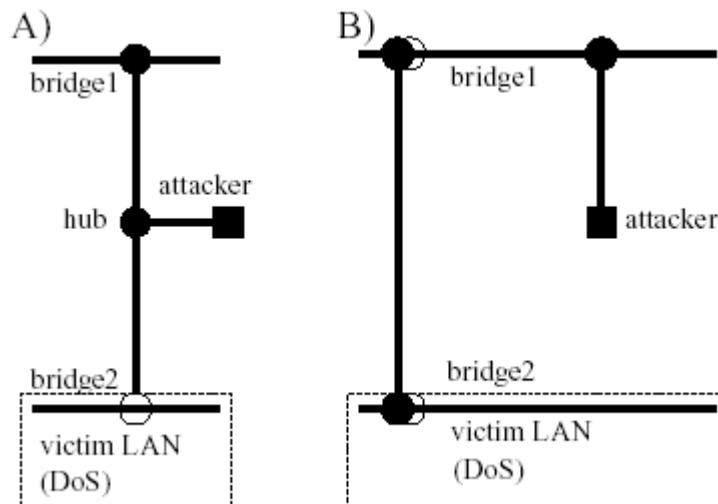 A)
bridge1
attacker
hub
bridge2
victim LAN
(DoS)
B)
bridge1
attacker
bridge2
victim LAN
(DoS)